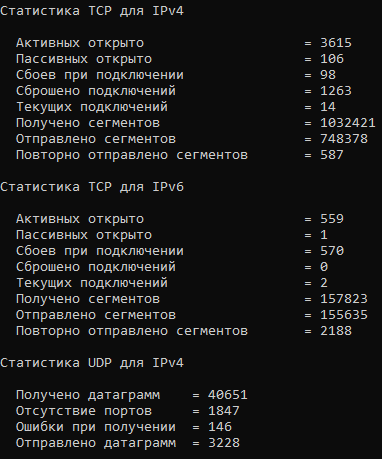 Статистика TCP для IPv4
Активных открыто = 3615
Пассивных открыто = 106
Сбоев при подключении = 98
Сброшено подключений = 1263
Текущих подключений = 14
Получено сегментов = 1032421
Отправлено сегментов = 748378
Повторно отправлено сегментов = 587
Статистика TCP для IPv6
Активных открыто = 559
Пассивных открыто = 1
Сбоев при подключении = 570
Сброшено подключений = 0
Текущих подключений = 2
Получено сегментов = 157823
Отправлено сегментов = 155635
Повторно отправлено сегментов = 2188
Статистика UDP для IPv4
Получено датаграмм = 40651
Отсутствие портов = 1847
Ошибки при получении = 146
Отправлено датаграмм = 3228